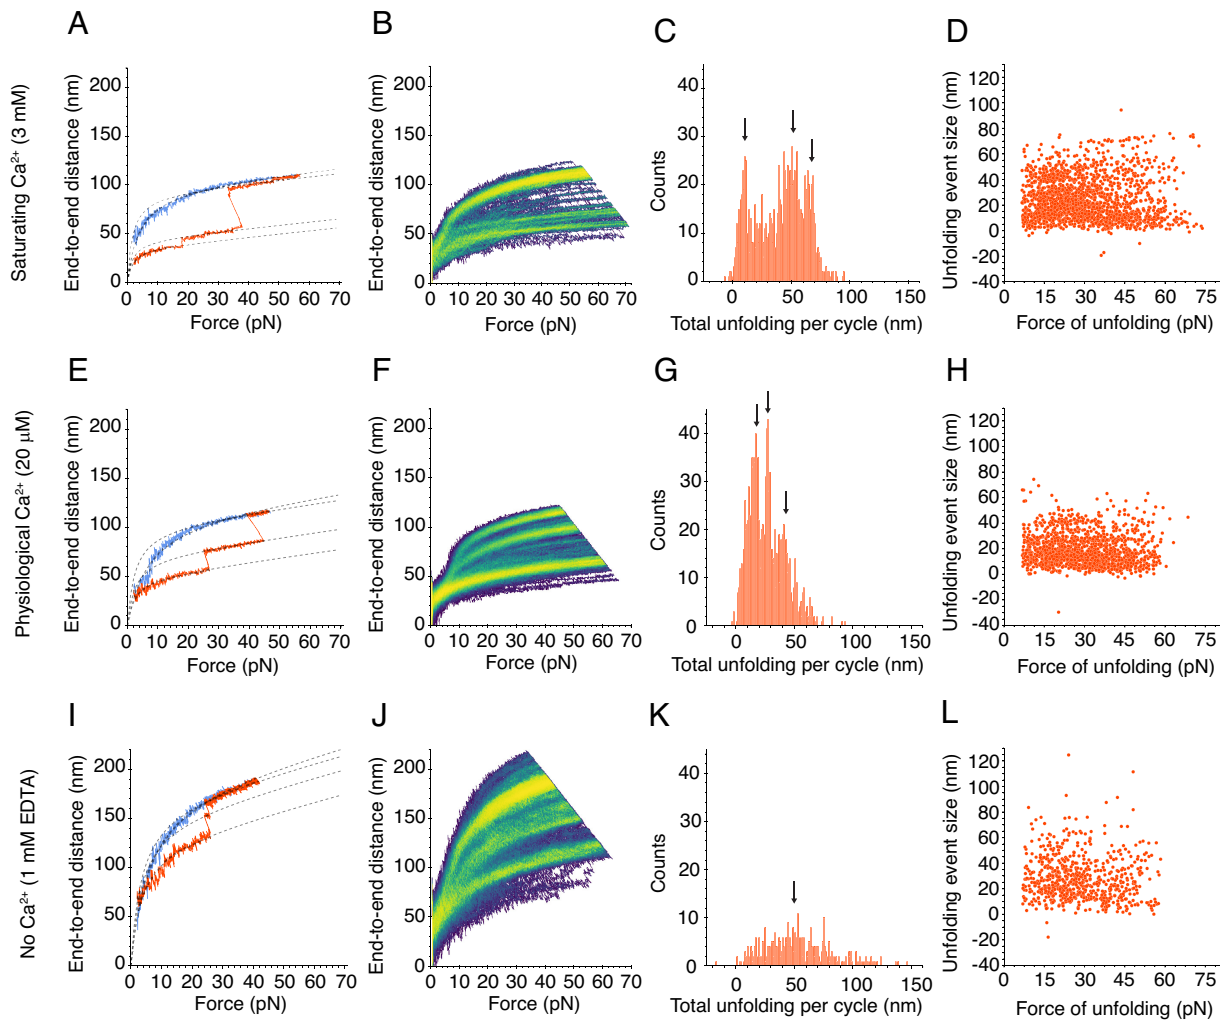 A
B
C
D
Saturating Ca²⁺ (3 mM)
End-to-end distance (nm)
200
150
100
50
0
0 10 20 30 40 50 60 70
Force (pN)
End-to-end distance (nm)
200
150
100
50
0
0 10 20 30 40 50 60 70
Force (pN)
Counts
40
30
20
10
0
0 50 100 150
Total unfolding per cycle (nm)
Unfolding event size (nm)
120
100
80
60
40
20
0
-20
-40
0 15 30 45 60 75
Force of unfolding (pN)
E
F
G
H
Physiological Ca²⁺ (20 μM)
End-to-end distance (nm)
200
150
100
50
0
0 10 20 30 40 50 60 70
Force (pN)
End-to-end distance (nm)
200
150
100
50
0
0 10 20 30 40 50 60 70
Force (pN)
Counts
40
30
20
10
0
0 50 100 150
Total unfolding per cycle (nm)
Unfolding event size (nm)
120
100
80
60
40
20
0
-20
-40
0 15 30 45 60 75
Force of unfolding (pN)
I
J
K
L
No Ca²⁺ (1 mM EDTA)
End-to-end distance (nm)
200
150
100
50
0
0 10 20 30 40 50 60 70
Force (pN)
End-to-end distance (nm)
200
150
100
50
0
0 10 20 30 40 50 60 70
Force (pN)
Counts
40
30
20
10
0
0 50 100 150
Total unfolding per cycle (nm)
Unfolding event size (nm)
120
100
80
60
40
20
0
-20
-40
0 15 30 45 60 75
Force of unfolding (pN)